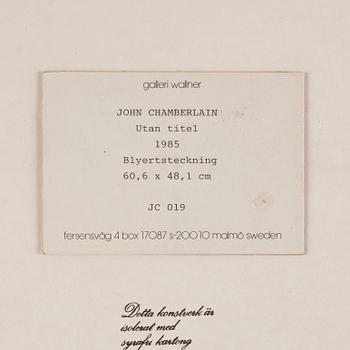 galleri wallner
JOHN CHAMBERLAIN
Utan titel
1985
Blyertsteckning
60,6 x 48,1 cm
JC 019
fersensväg 4 box 17087 s-200 10 malmö sweden
Detta konstverk är
isolerat med
syrafri kartong